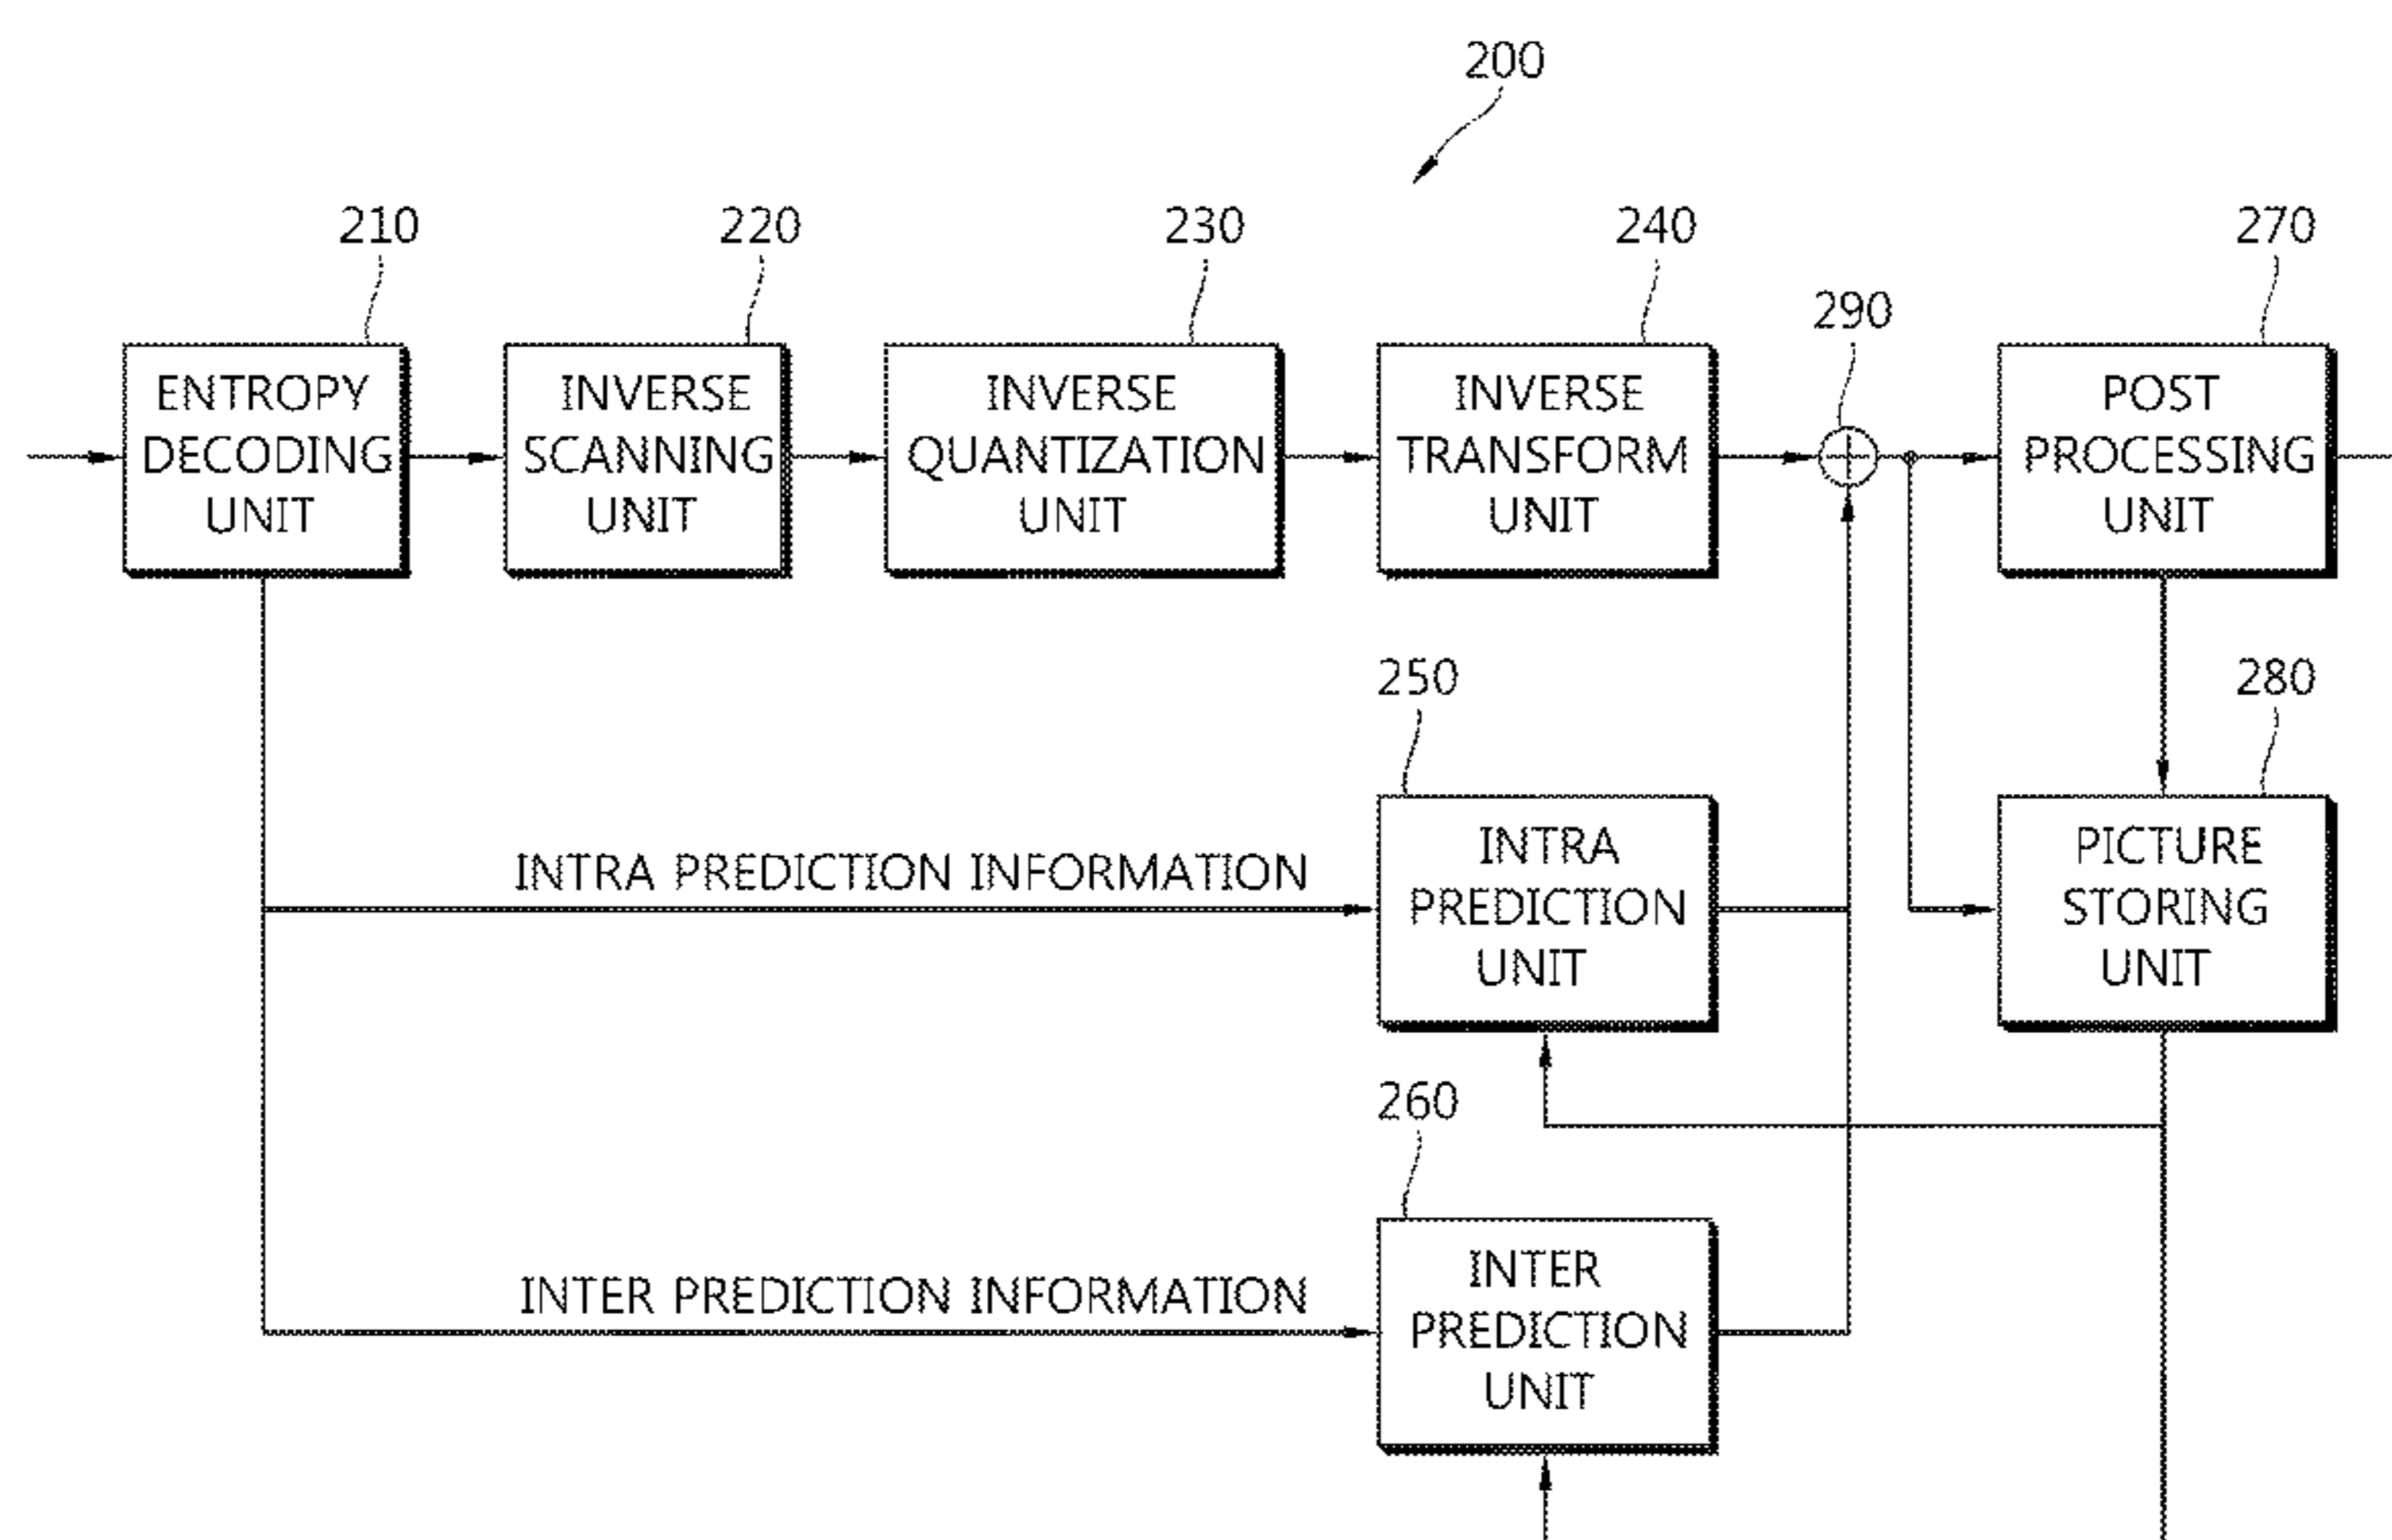 200
210
220
230
240
290
270
ENTROPY
DECODING
UNIT
INVERSE
SCANNING
UNIT
INVERSE
QUANTIZATION
UNIT
INVERSE
TRANSFORM
UNIT
POST
PROCESSING
UNIT
250
280
INTRA PREDICTION INFORMATION
INTRA
PREDICTION
UNIT
PICTURE
STORING
UNIT
260
INTER PREDICTION INFORMATION
INTER
PREDICTION
UNIT